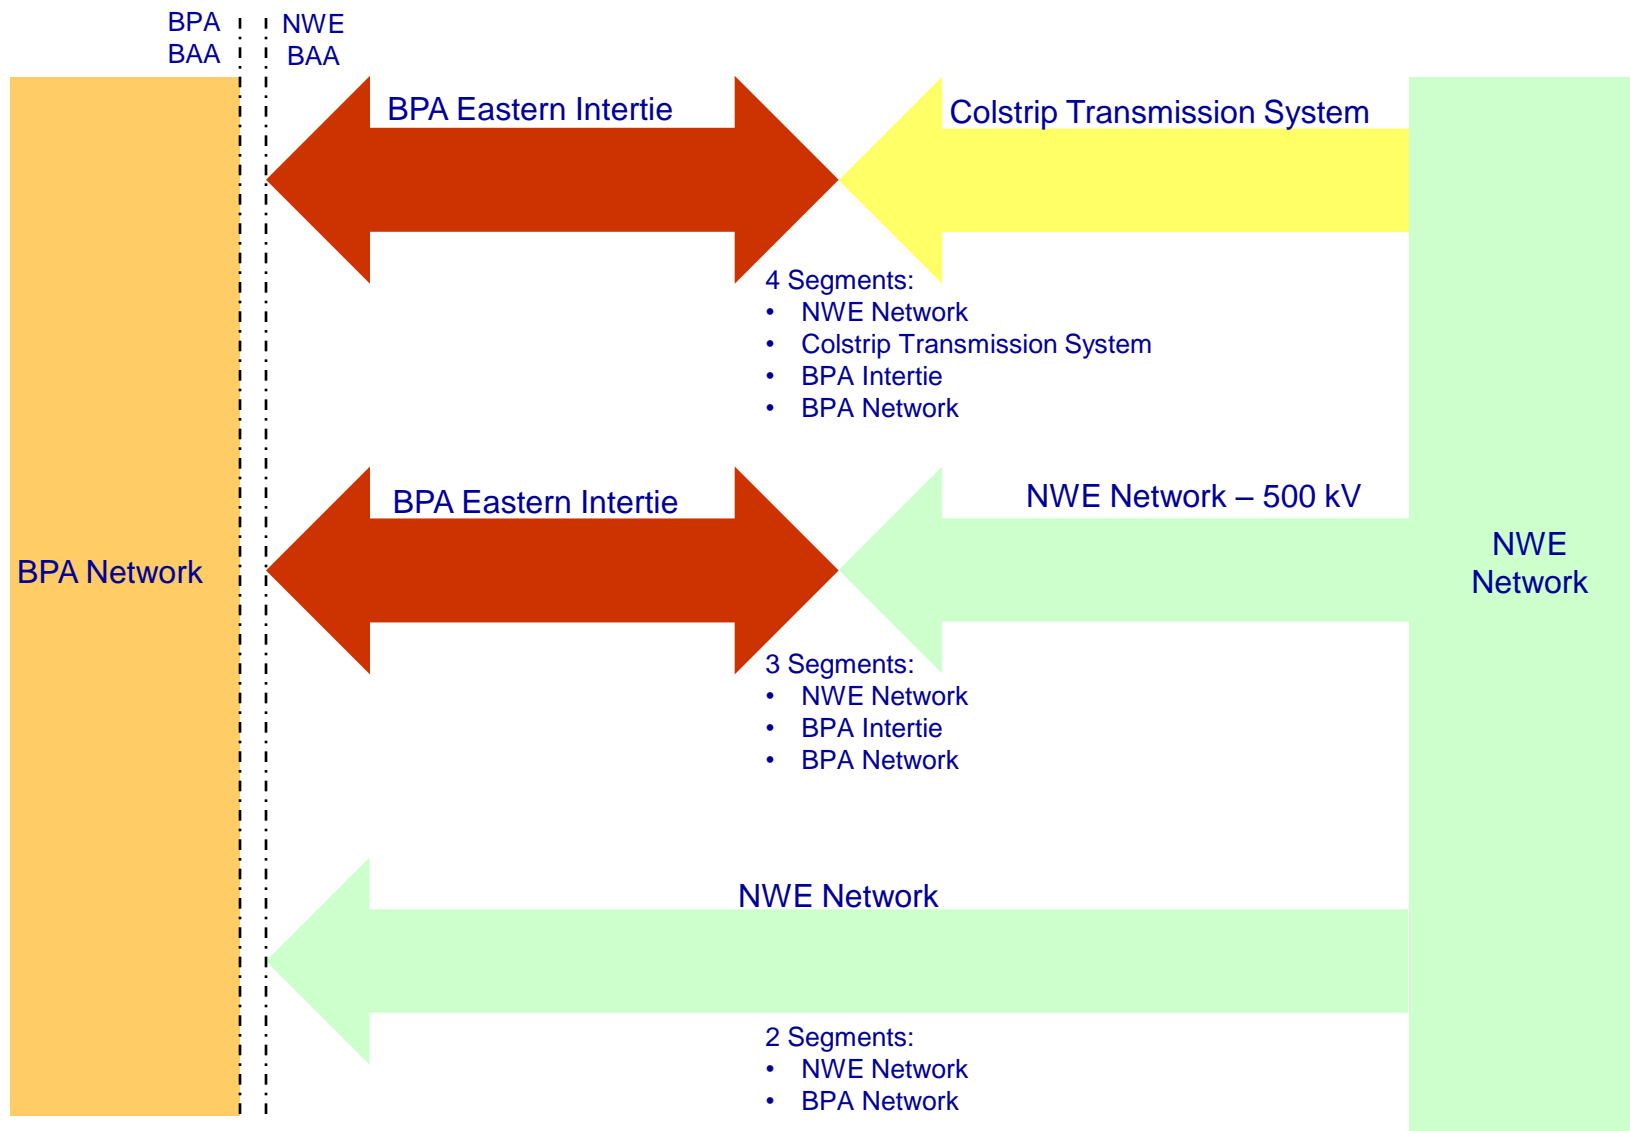 BPA
BAA
NWE
BAA
BPA Eastern Intertie
Colstrip Transmission System
4 Segments:
• NWE Network
• Colstrip Transmission System
• BPA Intertie
• BPA Network
BPA Eastern Intertie
NWE Network – 500 kV
BPA Network
NWE
Network
3 Segments:
• NWE Network
• BPA Intertie
• BPA Network
NWE Network
2 Segments:
• NWE Network
• BPA Network